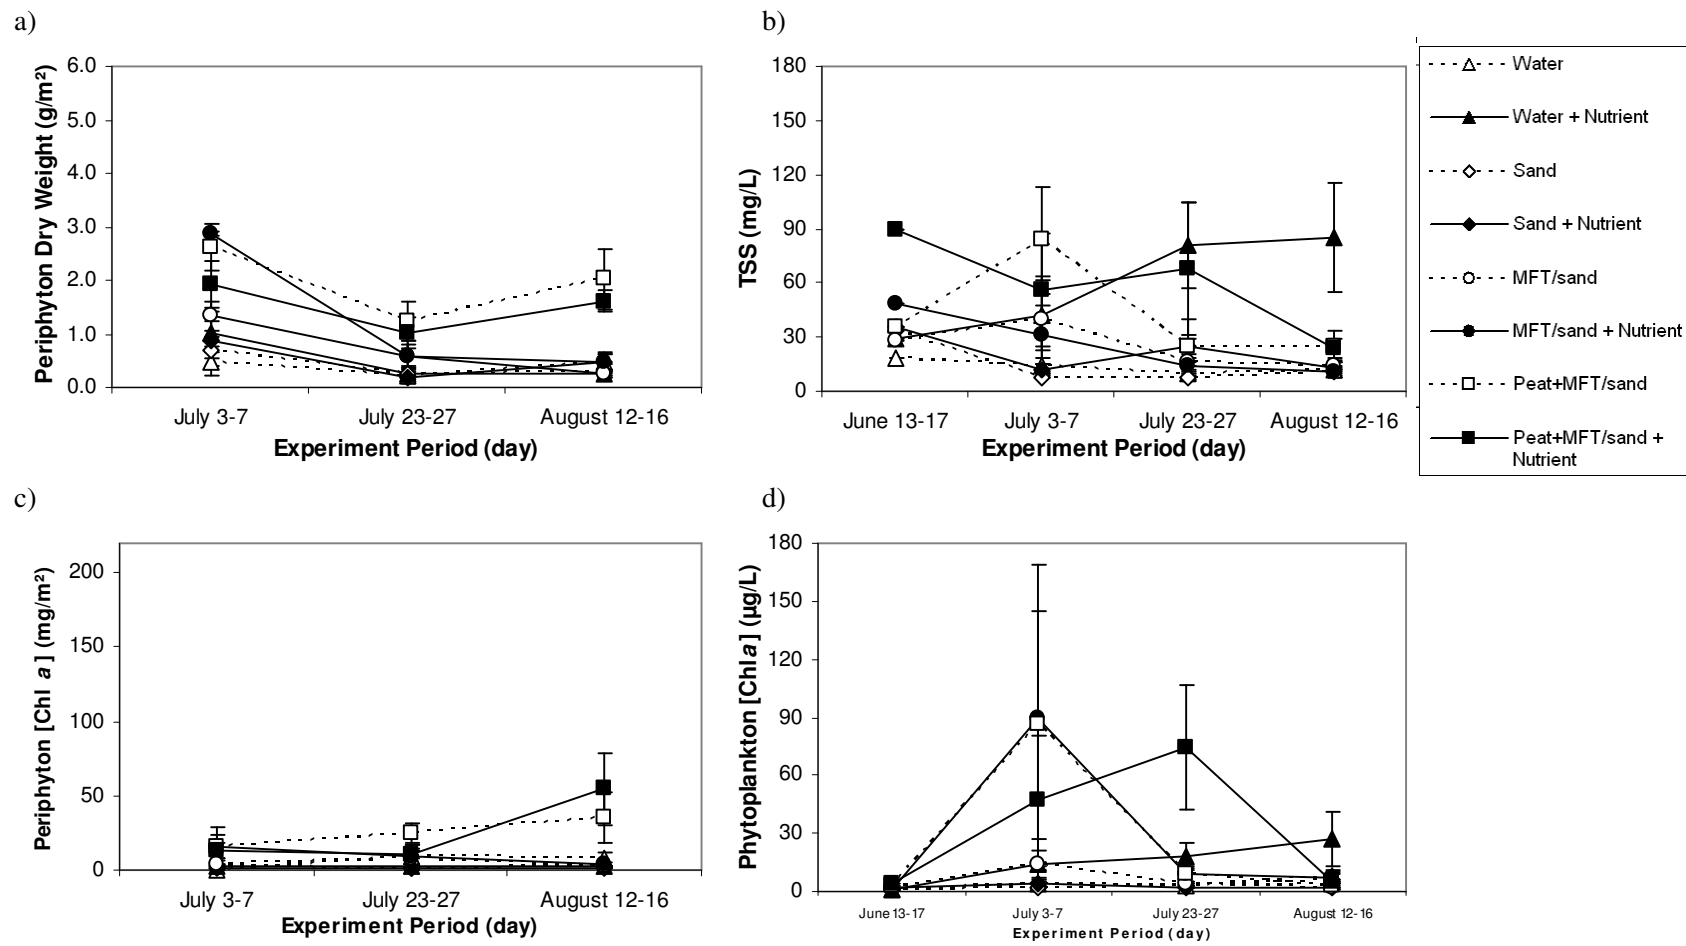 a)
6.0
5.0
4.0
3.0
2.0
1.0
0.0
Periphyton Dry Weight (g/m²)
July 3-7 July 23-27 August 12-16
Experiment Period (day)
b)
180
150
120
90
60
30
0
TSS (mg/L)
June 13-17 July 3-7 July 23-27 August 12-16
Experiment Period (day)
Water
Water + Nutrient
Sand
Sand + Nutrient
MFT/sand
MFT/sand + Nutrient
Peat+MFT/sand
Peat+MFT/sand +
Nutrient
c)
200
150
100
50
0
Periphyton [Chl a ] (mg/m²)
July 3-7 July 23-27 August 12-16
Experiment Period (day)
d)
180
150
120
90
60
30
0
Phytoplankton [Chl a ] (µg/L)
June 13-17 July 3-7 July 23-27 August 12-16
Experiment Period (day)